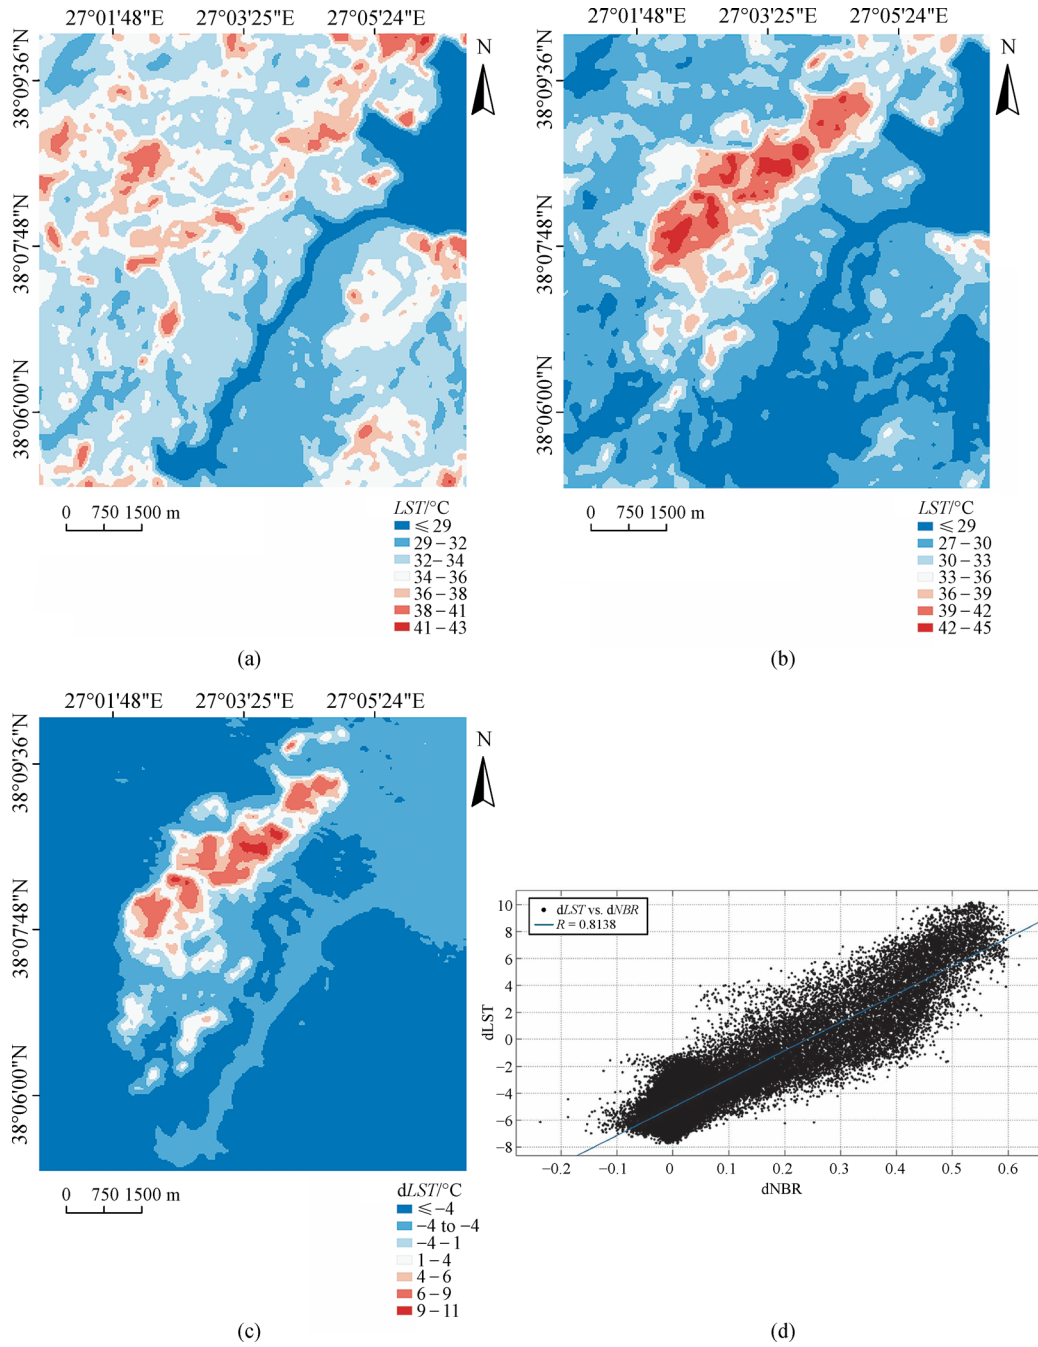 27°01'48"E 27°03'25"E 27°05'24"E
38°09'36"N
38°07'48"N
38°06'00"N
N
0 750 1500 m
LST/°C
≤ 29
29 – 32
32 – 34
34 – 36
36 – 38
38 – 41
41 – 43
(a)
27°01'48"E 27°03'25"E 27°05'24"E
38°09'36"N
38°07'48"N
38°06'00"N
N
0 750 1500 m
LST/°C
≤ 29
27 – 30
30 – 33
33 – 36
36 – 39
39 – 42
42 – 45
(b)
27°01'48"E 27°03'25"E 27°05'24"E
38°09'36"N
38°07'48"N
38°06'00"N
N
0 750 1500 m
dLST/°C
≤ −4
−4 to −4
−4 – 1
1 – 4
4 – 6
6 – 9
9 – 11
(c)
dLST vs. dNBR
R = 0.8138
10
8
6
4
2
0
−2
−4
−6
−8
dLST
−0.2 −0.1 0 0.1 0.2 0.3 0.4 0.5 0.6
dNBR
(d)